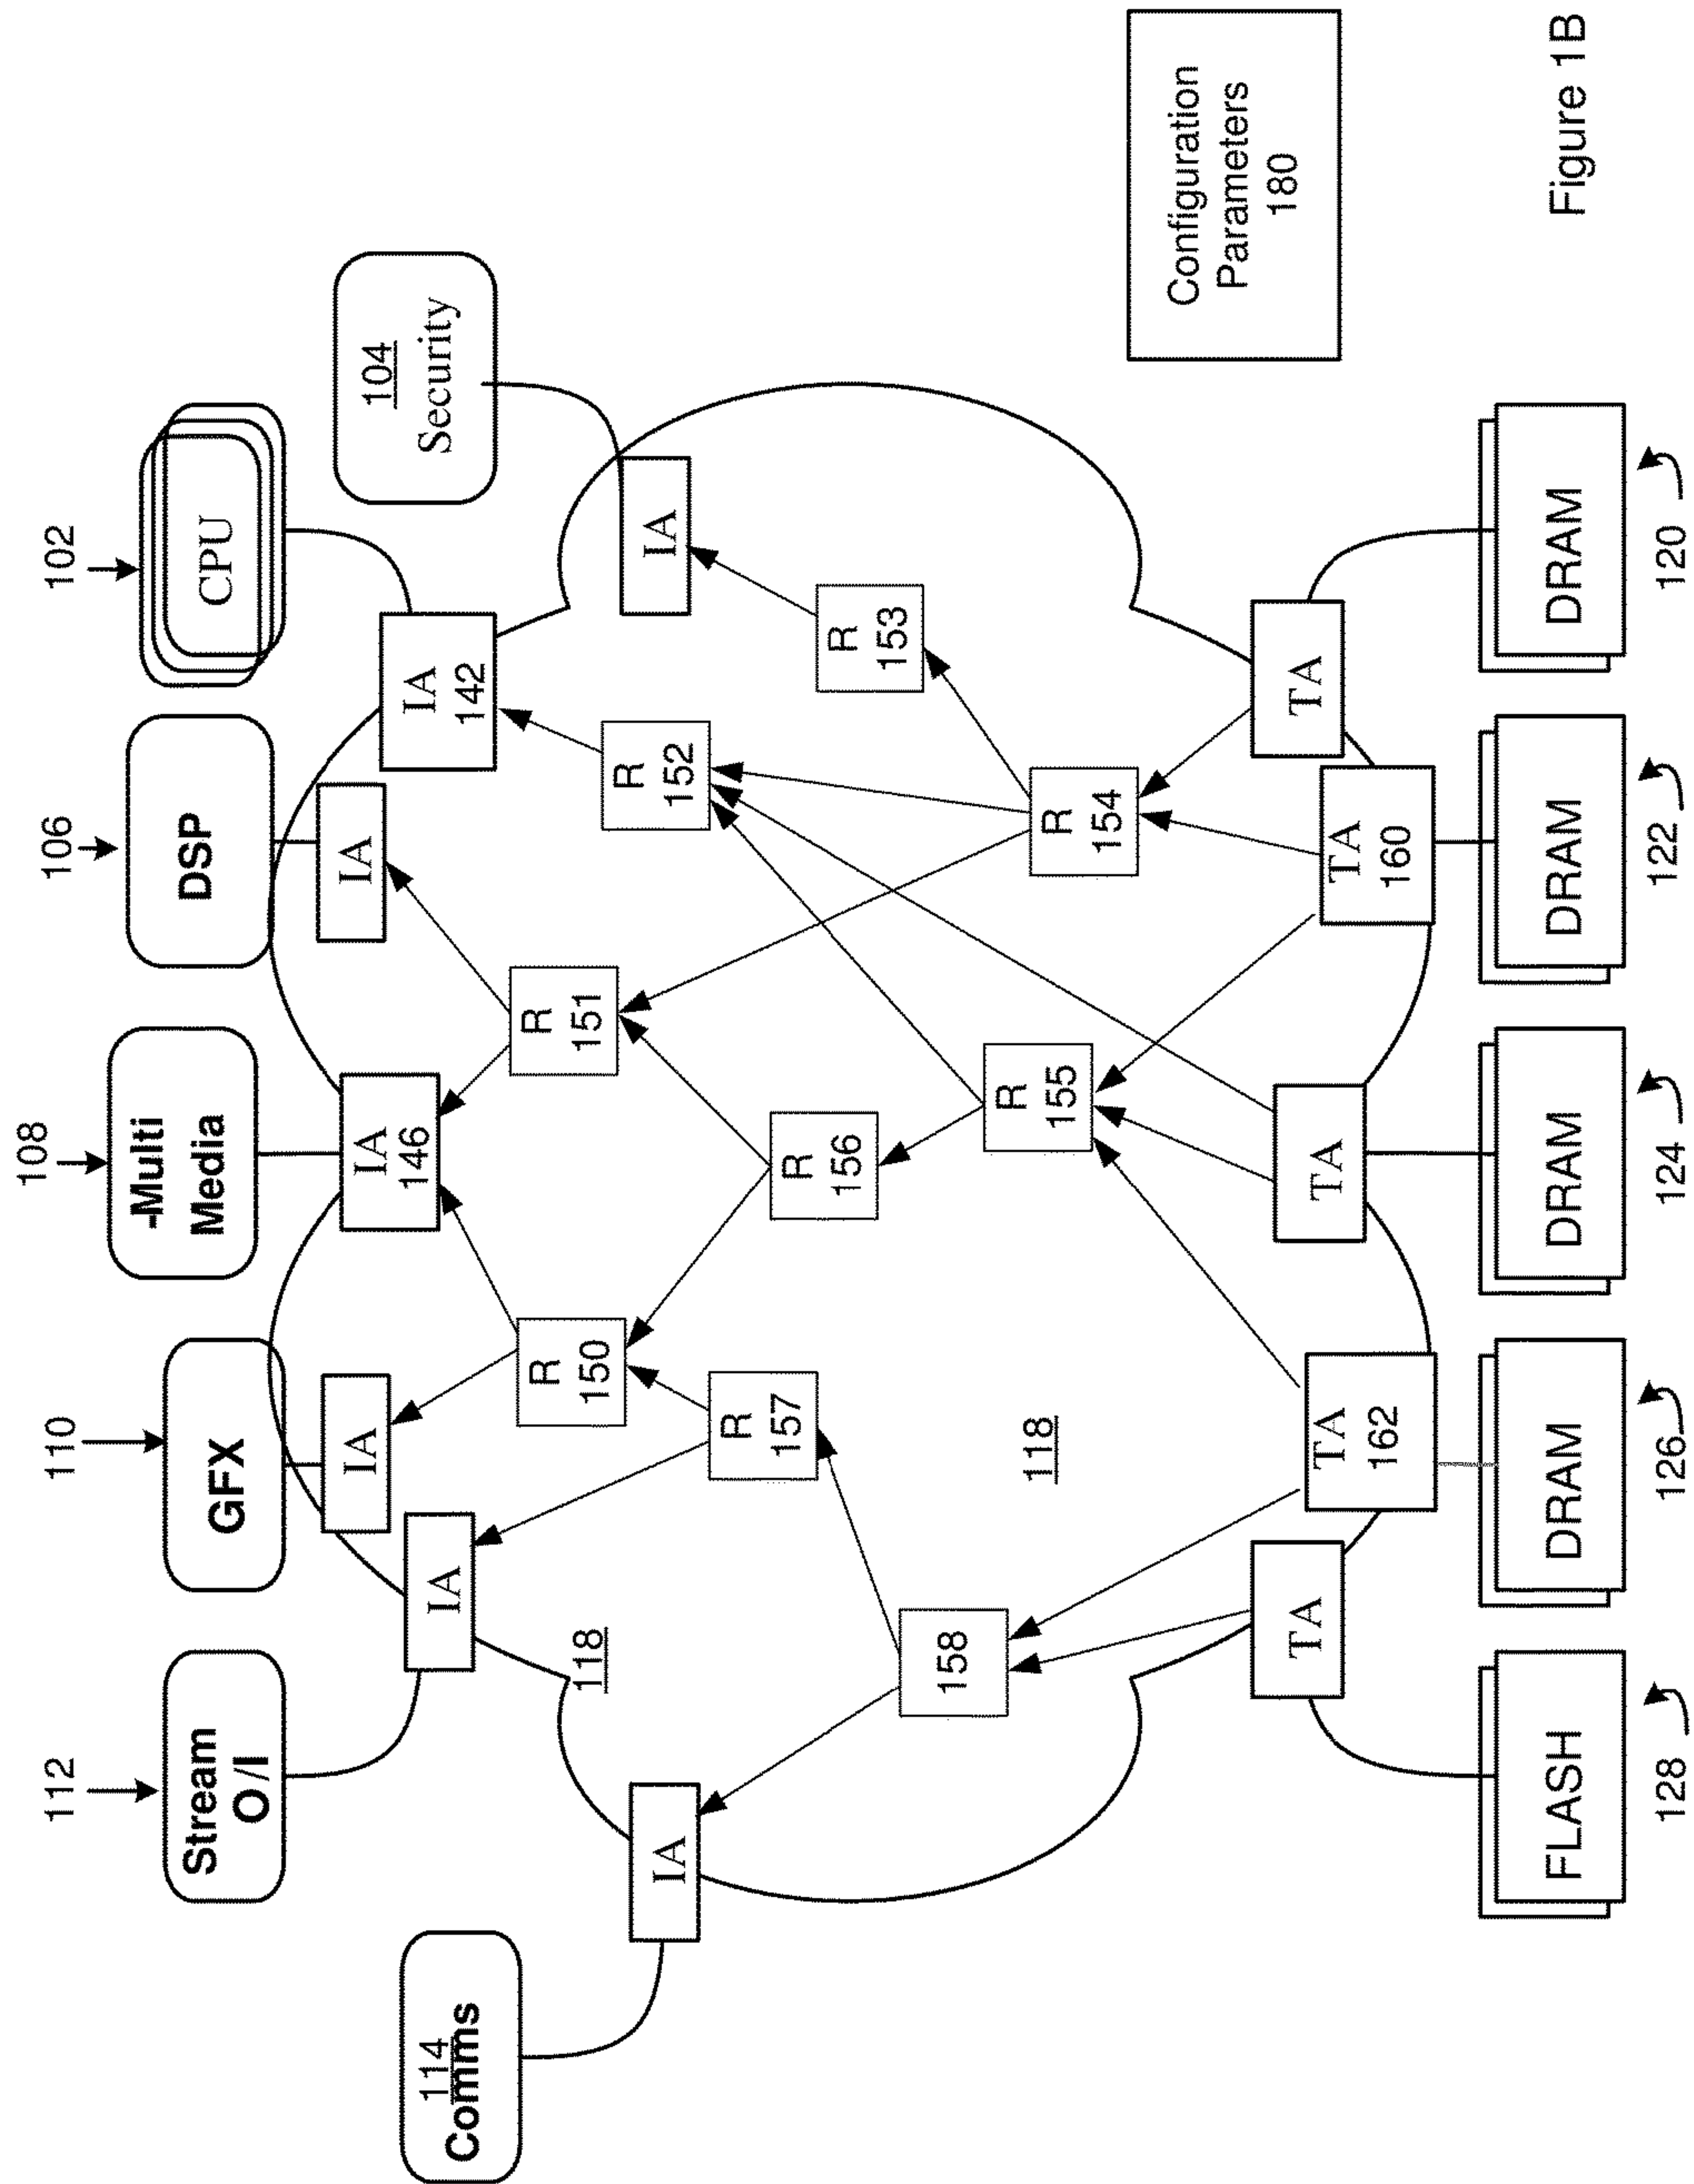 112
110
108
106
102
Stream
O/I
GFX
-Multi
Media
DSP
CPU
114
Comms
104
Security
IA
IA
IA
146
IA
IA
142
IA
IA
118
R
150
R
151
R
152
R
157
R
156
R
153
158
118
R
155
R
154
TA
TA
162
TA
TA
160
TA
Configuration
Parameters
180
FLASH
DRAM
DRAM
DRAM
DRAM
128
126
124
122
120
Figure 1B